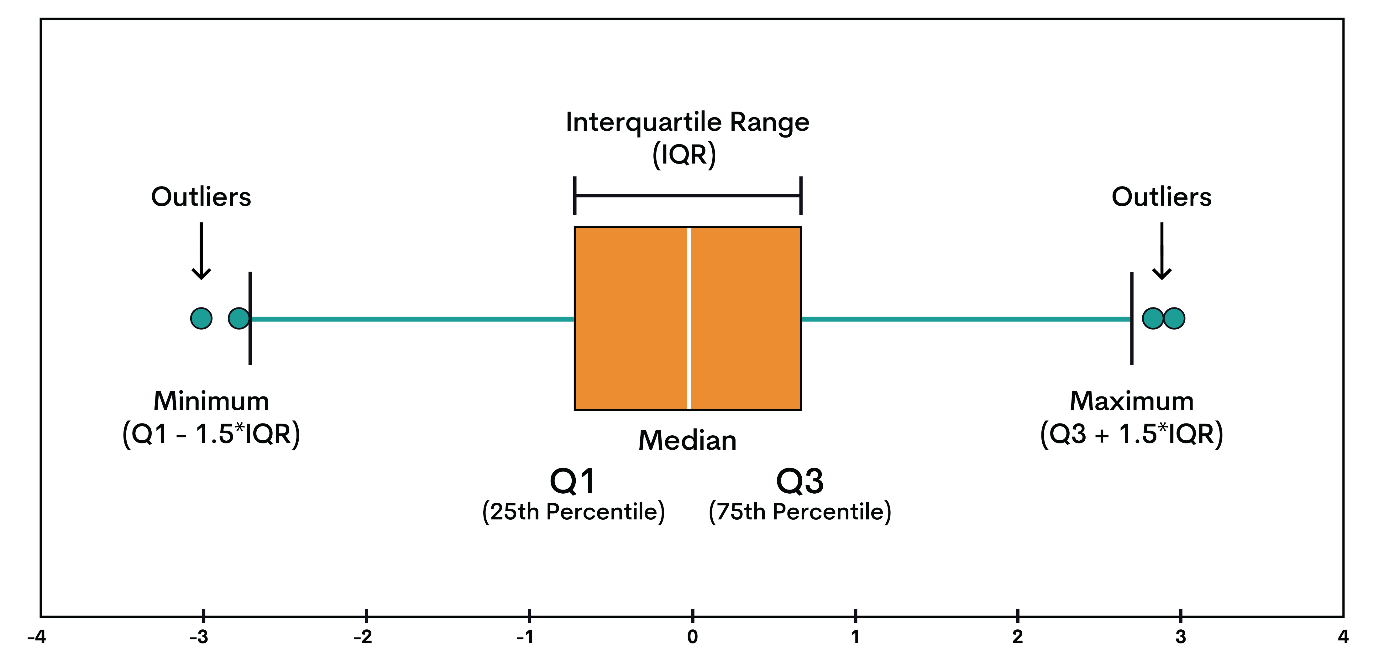 Interquartile Range
(IQR)
Outliers
Outliers
Minimum
(Q1 - 1.5*IQR)
Maximum
(Q3 + 1.5*IQR)
Median
Q1
(25th Percentile)
Q3
(75th Percentile)
-4
-3
-2
-1
0
1
2
3
4